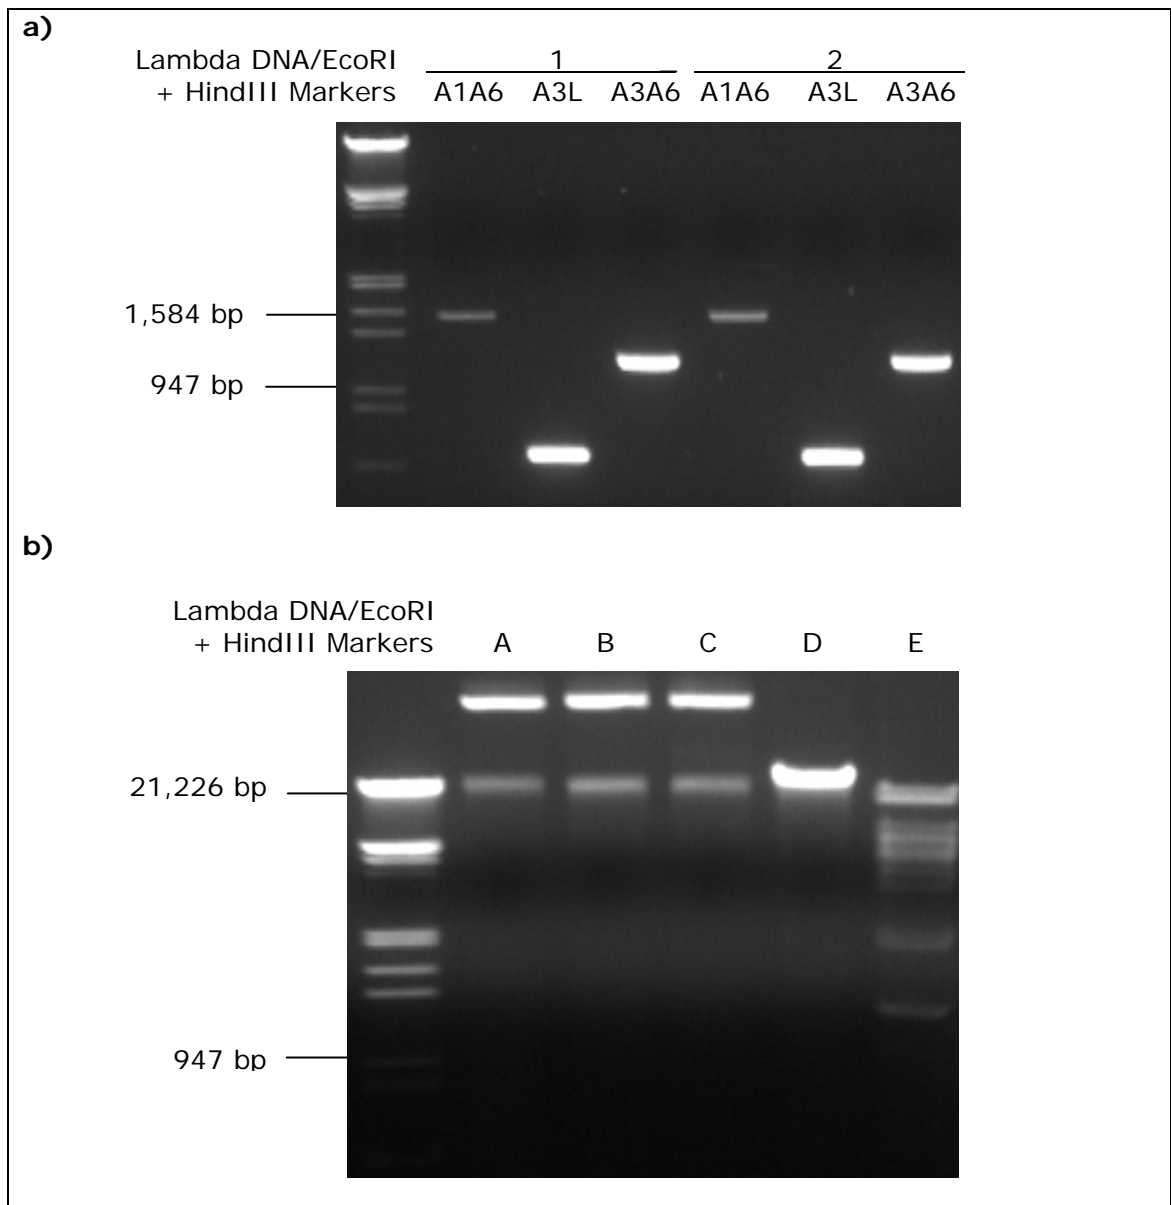 a)
Lambda DNA/EcoRI 1 2
+ HindIII Markers A1A6 A3L A3A6 A1A6 A3L A3A6
1,584 bp
947 bp
b)
Lambda DNA/EcoRI
+ HindIII Markers A B C D E
21,226 bp
947 bp